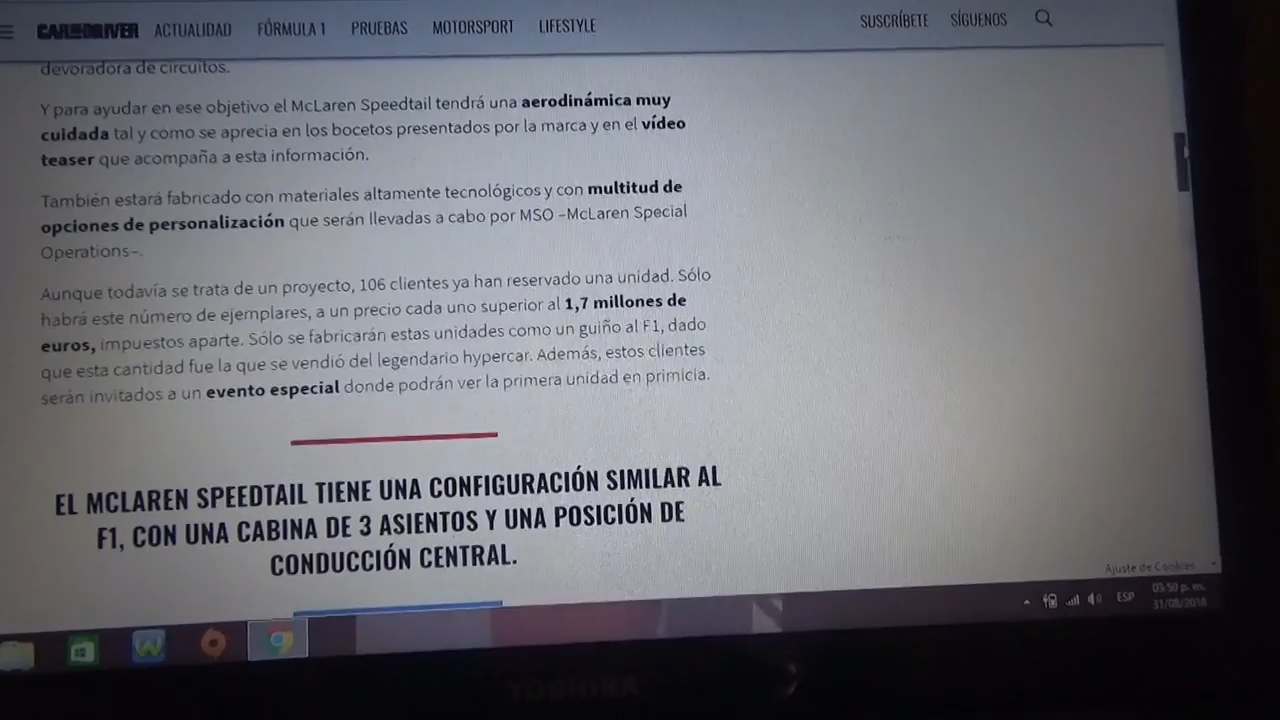 CAR AND DRIVER ACTUALIDAD FÓRMULA 1 PRUEBAS MOTORSPORT LIFESTYLE SUSCRÍBETE SÍGUENOS
devoradora de circuitos.
Y para ayudar en ese objetivo el McLaren Speedtail tendrá una aerodinámica muy
cuidada tal y como se aprecia en los bocetos presentados por la marca y en el vídeo
teaser que acompaña a esta información.
También estará fabricado con materiales altamente tecnológicos y con multitud de
opciones de personalización que serán llevadas a cabo por MSO –McLaren Special
Operations–.
Aunque todavía se trata de un proyecto, 106 clientes ya han reservado una unidad. Sólo
habrá este número de ejemplares, a un precio cada uno superior al 1,7 millones de
euros, impuestos aparte. Sólo se fabricarán estas unidades como un guiño al F1, dado
que esta cantidad fue la que se vendió del legendario hypercar. Además, estos clientes
serán invitados a un evento especial donde podrán ver la primera unidad en primicia.
EL MCLAREN SPEEDTAIL TIENE UNA CONFIGURACIÓN SIMILAR AL
F1, CON UNA CABINA DE 3 ASIENTOS Y UNA POSICIÓN DE
CONDUCCIÓN CENTRAL.
Ajuste de Cookies
ESP
03:50 p. m.
31/08/2018
TOSHIBA